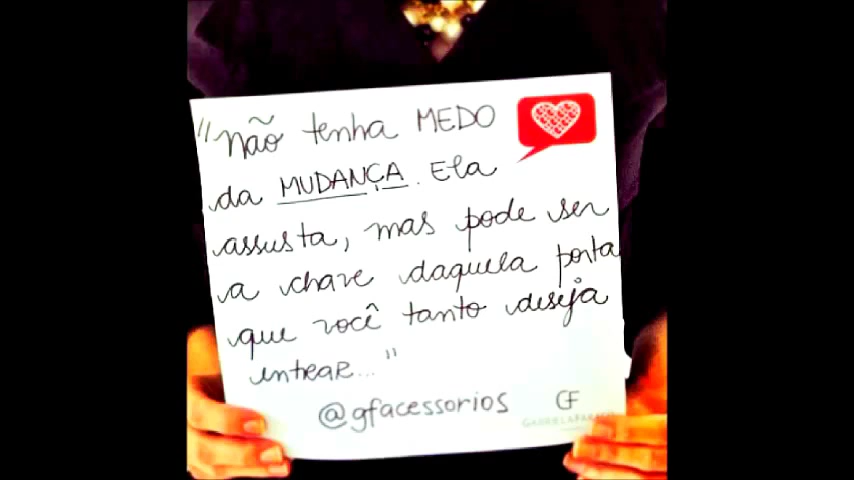 "Não tenha MEDO
da MUDANÇA. Ela
assusta, mas pode ser
a chave daquela porta
que você tanto deseja
entrar..."
@gfacessorios
GF